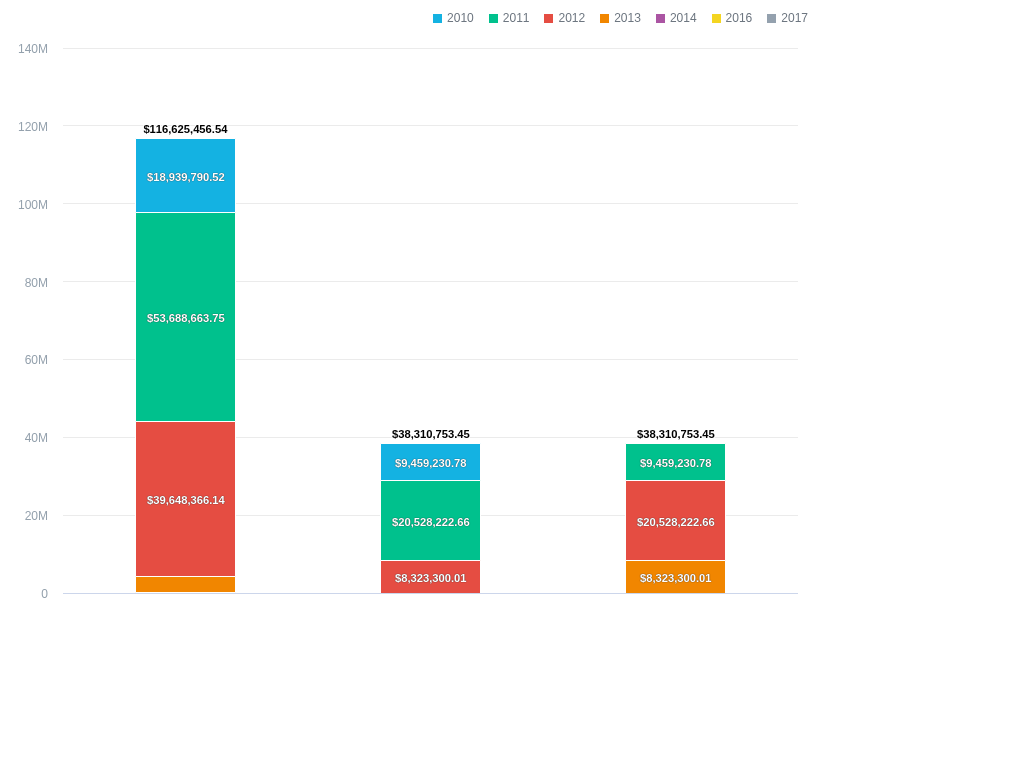 2010 2011 2012 2013 2014 2016 2017
140M
120M
100M
80M
60M
40M
20M
0
$116,625,456.54
$18,939,790.52
$53,688,663.75
$39,648,366.14
$38,310,753.45
$9,459,230.78
$20,528,222.66
$8,323,300.01
$38,310,753.45
$9,459,230.78
$20,528,222.66
$8,323,300.01